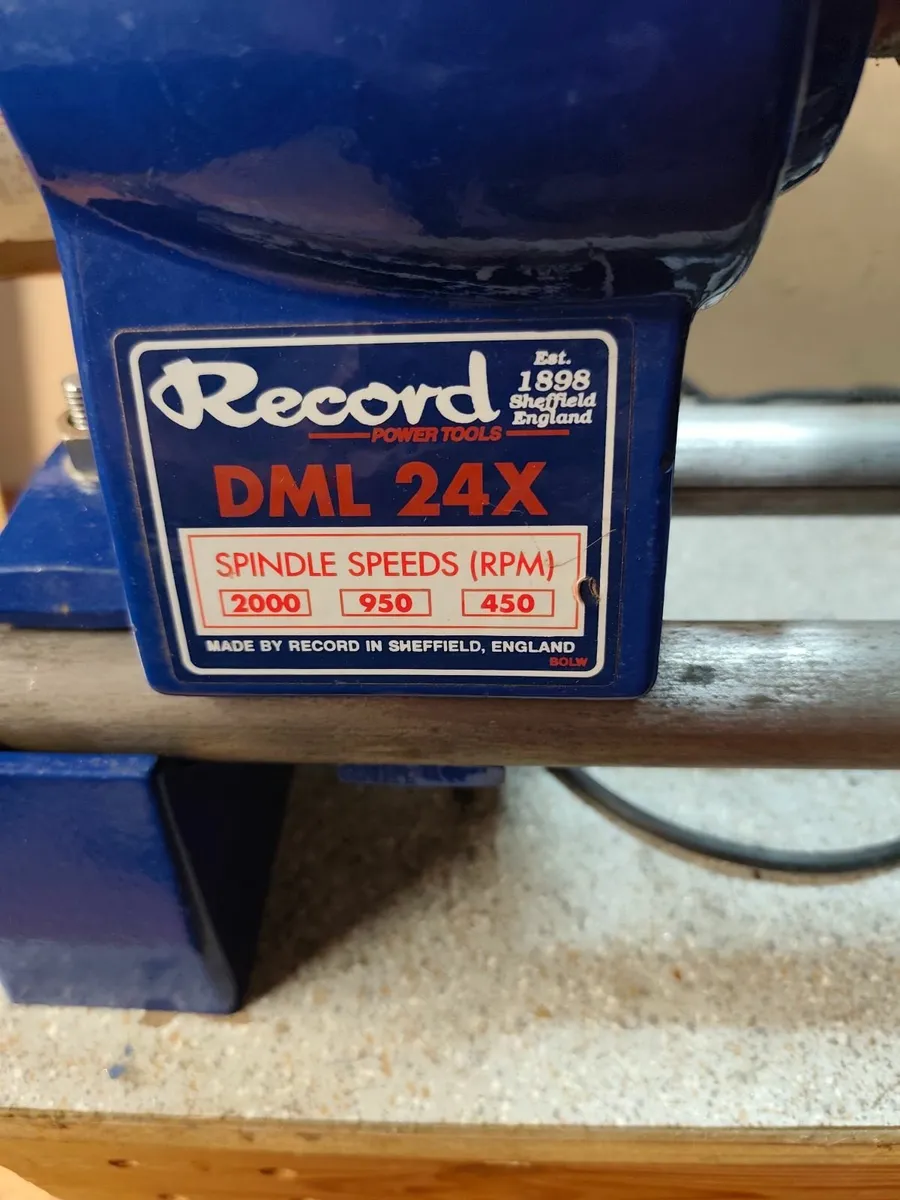 Record
Est.
1898
Sheffield
England
POWER TOOLS
DML 24X
SPINDLE SPEEDS (RPM)
2000 950 450
MADE BY RECORD IN SHEFFIELD, ENGLAND
BOLW